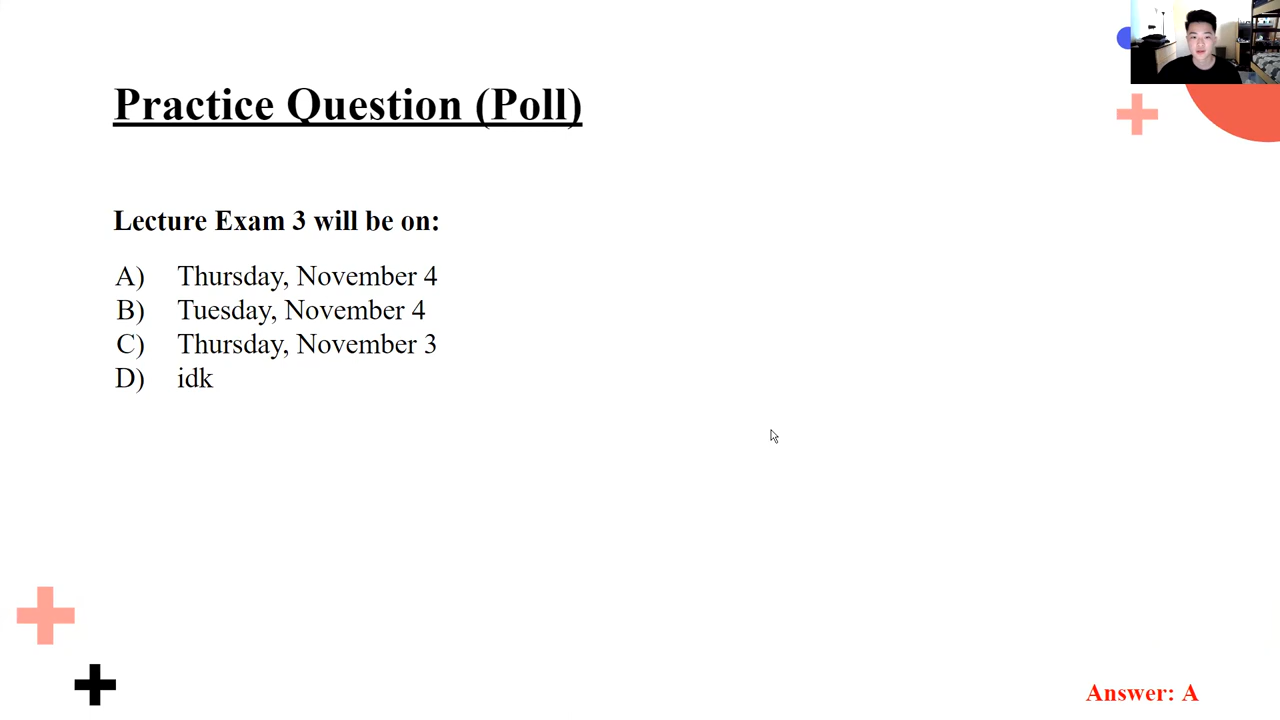 Practice Question (Poll)
Lecture Exam 3 will be on:
A) Thursday, November 4
B) Tuesday, November 4
C) Thursday, November 3
D) idk
Answer: A